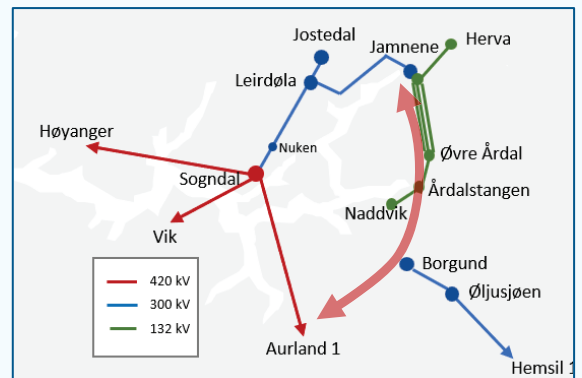 Jostedal
Jamnene
Herva
Leirdøla
Høyanger
Nuken
Øvre Årdal
Sogndal
Årdalstangen
Naddvik
Vik
Borgund
420 kV
300 kV
132 kV
Øljusjøen
Aurland 1
Hemsil 1